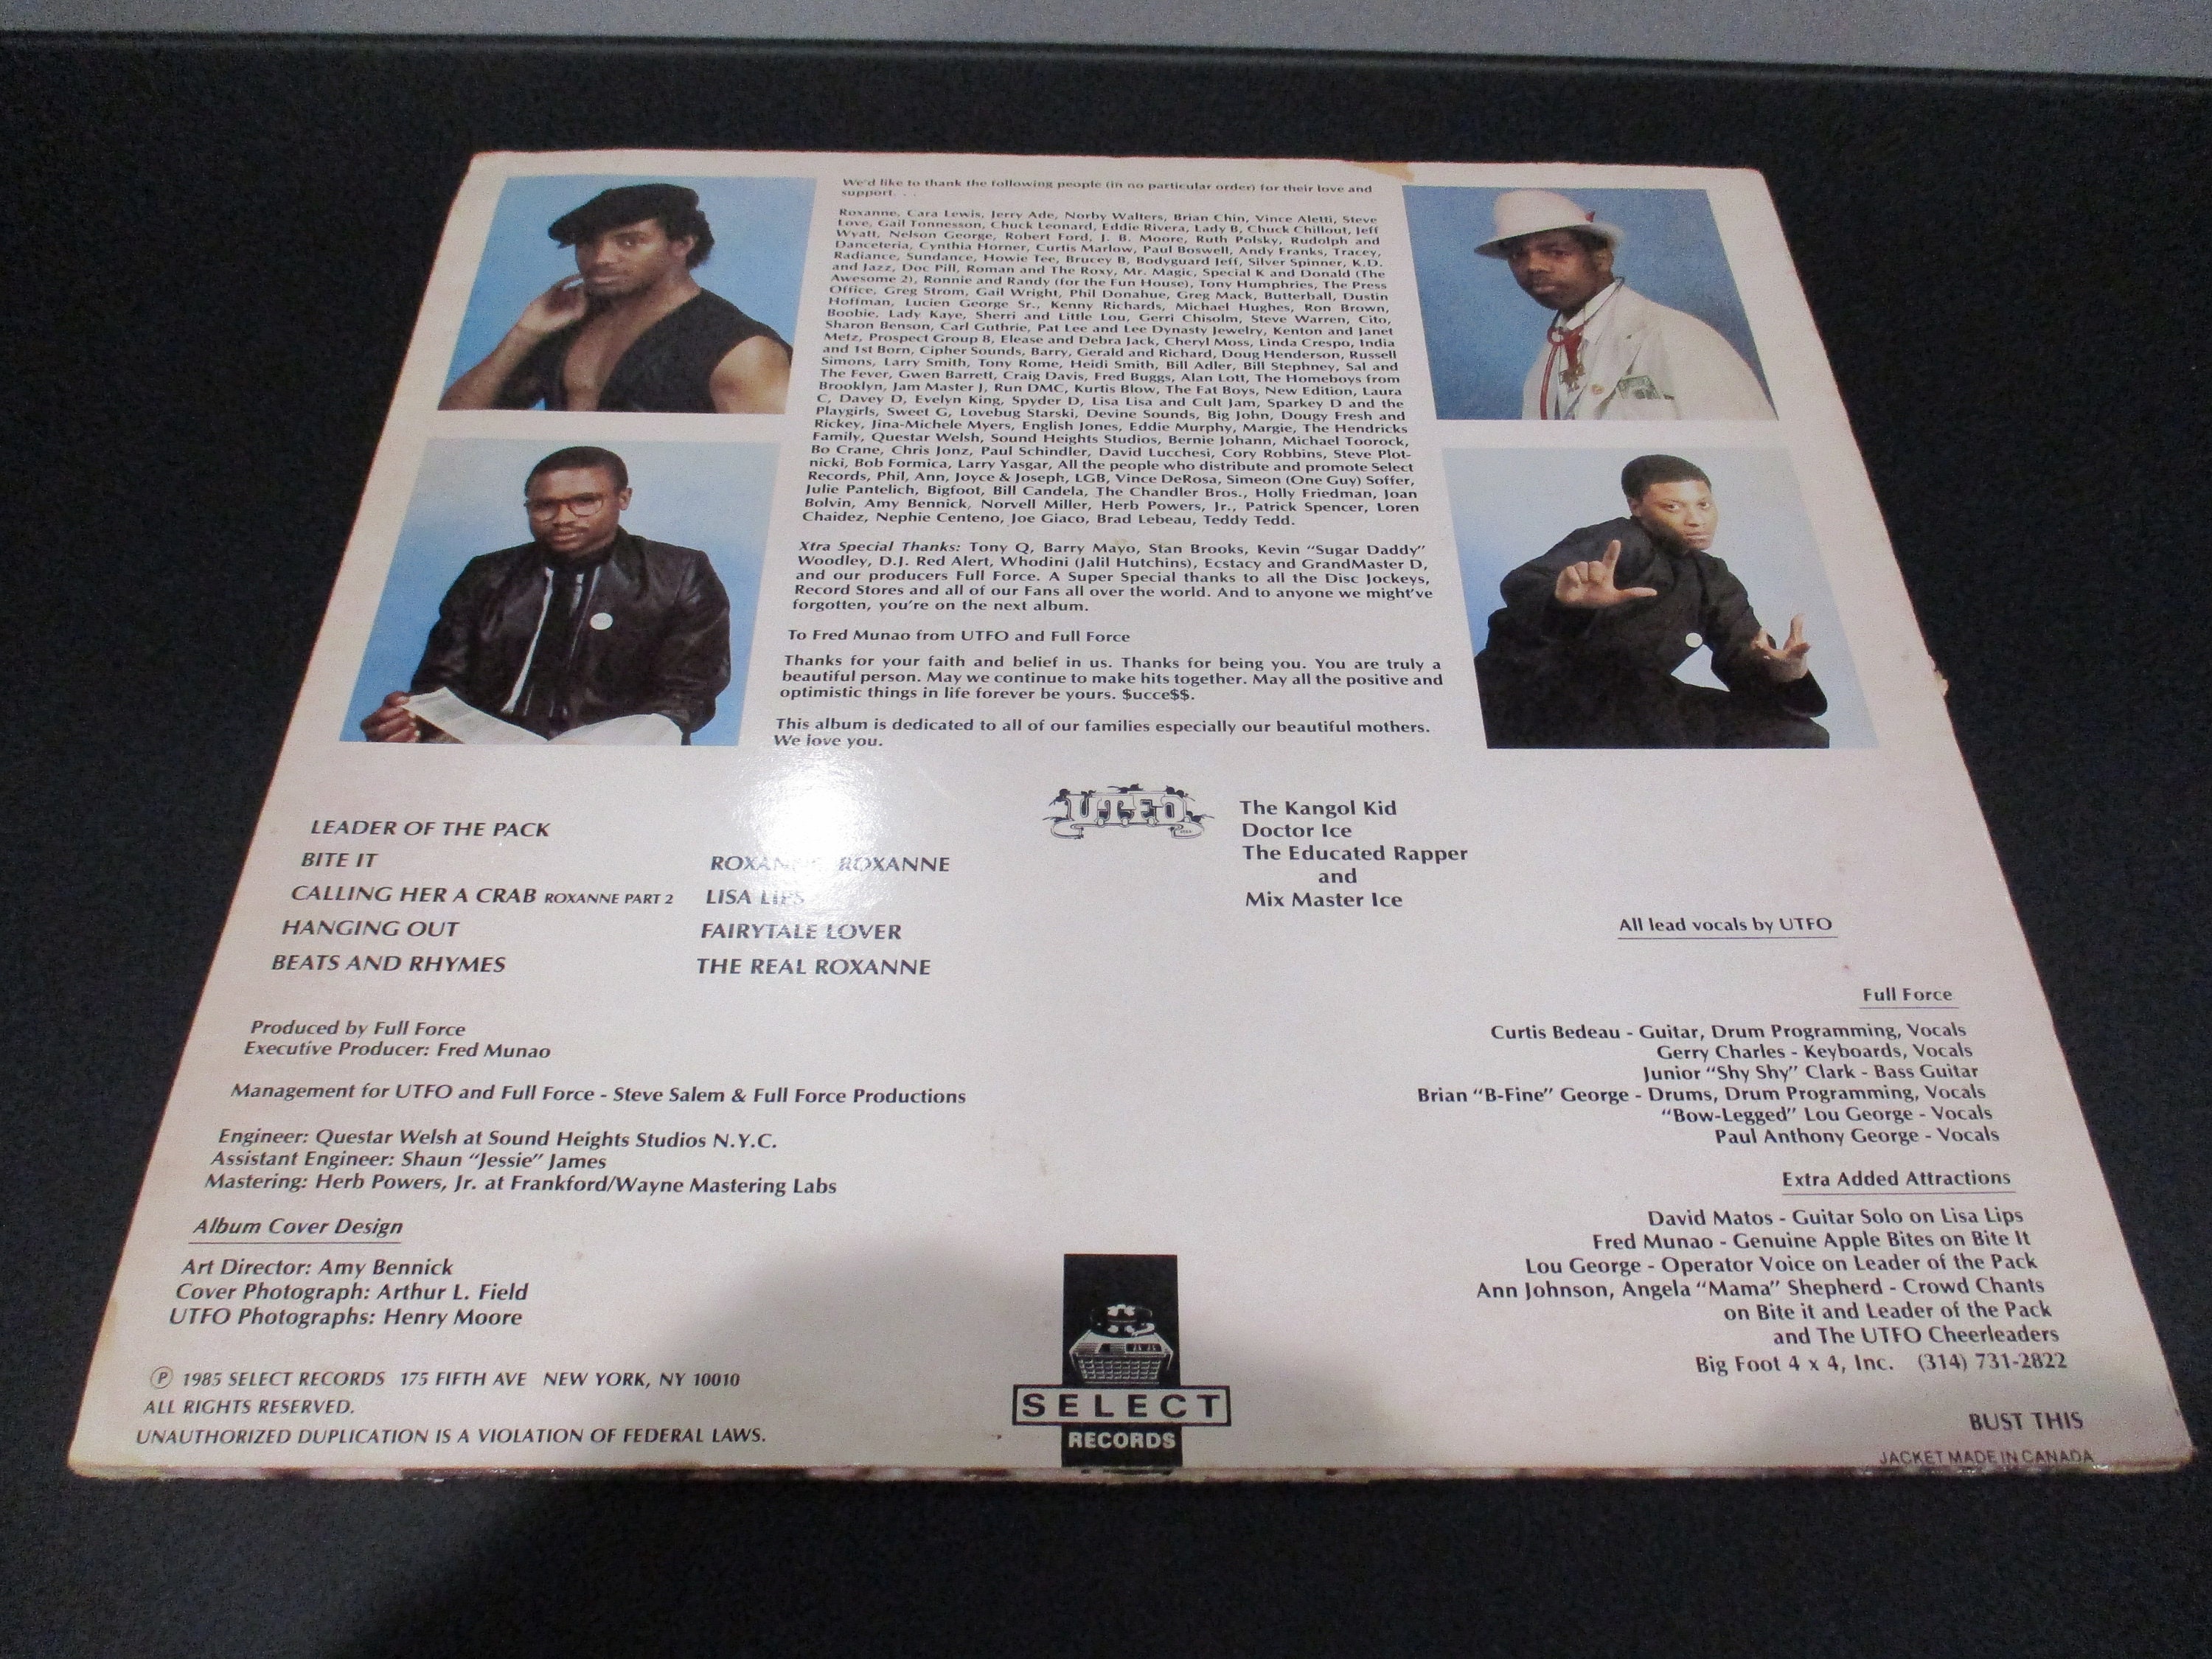 We'd like to thank the following people (in no particular order) for their love and
support. . .
Roxanne, Cara Lewis, Jerry Ade, Norby Walters, Brian Chin, Vince Aletti, Steve
Love, Gail Tonnesson, Chuck Leonard, Eddie Rivera, Lady B, Chuck Chillout, Jeff
Wyatt, Nelson George, Robert Ford, J. B. Moore, Ruth Polsky, Rudolph and
Danceteria, Cynthia Horner, Curtis Marlow, Paul Boswell, Andy Franks, Tracey,
Radiance, Sundance, Howie Tee, Brucey B, Bodyguard Jeff, Silver Spinner, K.D.
and Jazz, Doc Pill, Roman and The Roxy, Mr. Magic, Special K and Donald (The
Awesome 2), Ronnie and Randy (for the Fun House), Tony Humphries, The Press
Office, Greg Strom, Gail Wright, Phil Donahue, Greg Mack, Butterball, Dustin
Hoffman, Lucien George Sr., Kenny Richards, Michael Hughes, Ron Brown,
Boobie, Lady Kaye, Sherri and Little Lou, Gerri Chisolm, Steve Warren, Cito,
Sharon Benson, Carl Guthrie, Pat Lee and Lee Dynasty Jewelry, Kenton and Janet
Metz, Prospect Group B, Elease and Debra Jack, Cheryl Moss, Linda Crespo, India
and 1st Born, Cipher Sounds, Barry, Gerald and Richard, Doug Henderson, Russell
Simons, Larry Smith, Tony Rome, Heidi Smith, Bill Adler, Bill Stephney, Sal and
The Fever, Gwen Barrett, Craig Davis, Fred Buggs, Alan Lott, The Homeboys from
Brooklyn, Jam Master J, Run DMC, Kurtis Blow, The Fat Boys, New Edition, Laura
C, Davey D, Evelyn King, Spyder D, Lisa Lisa and Cult Jam, Sparkey D and the
Playgirls, Sweet G, Lovebug Starski, Devine Sounds, Big John, Dougy Fresh and
Rickey, Jina-Michele Myers, English Jones, Eddie Murphy, Margie, The Hendricks
Family, Questar Welsh, Sound Heights Studios, Bernie Johann, Michael Toorock,
Bo Crane, Chris Jonz, Paul Schindler, David Lucchesi, Cory Robbins, Steve Plot-
nicki, Bob Formica, Larry Yasgar, All the people who distribute and promote Select
Records, Phil, Ann, Joyce & Joseph, LGB, Vince DeRosa, Simeon (One Guy) Soffer,
Julie Pantelich, Bigfoot, Bill Candela, The Chandler Bros., Holly Friedman, Joan
Bolvin, Amy Bennick, Norvell Miller, Herb Powers, Jr., Patrick Spencer, Loren
Chaidez, Nephie Centeno, Joe Giaco, Brad Lebeau, Teddy Tedd.
Xtra Special Thanks: Tony Q, Barry Mayo, Stan Brooks, Kevin "Sugar Daddy"
Woodley, D.J. Red Alert, Whodini (Jalil Hutchins), Ecstacy and GrandMaster D,
and our producers Full Force. A Super Special thanks to all the Disc Jockeys,
Record Stores and all of our Fans all over the world. And to anyone we might've
forgotten, you're on the next album.
To Fred Munao from UTFO and Full Force
Thanks for your faith and belief in us. Thanks for being you. You are truly a
beautiful person. May we continue to make hits together. May all the positive and
optimistic things in life forever be yours. $ucce$$.
This album is dedicated to all of our families especially our beautiful mothers.
We love you.
LEADER OF THE PACK
BITE IT
CALLING HER A CRAB ROXANNE PART 2
HANGING OUT
BEATS AND RHYMES
ROXANNE, ROXANNE
LISA LIPS
FAIRYTALE LOVER
THE REAL ROXANNE
UTFO
The Kangol Kid
Doctor Ice
The Educated Rapper
and
Mix Master Ice
All lead vocals by UTFO
Produced by Full Force
Executive Producer: Fred Munao
Management for UTFO and Full Force - Steve Salem & Full Force Productions
Engineer: Questar Welsh at Sound Heights Studios N.Y.C.
Assistant Engineer: Shaun "Jessie" James
Mastering: Herb Powers, Jr. at Frankford/Wayne Mastering Labs
Album Cover Design
Art Director: Amy Bennick
Cover Photograph: Arthur L. Field
UTFO Photographs: Henry Moore
℗ 1985 SELECT RECORDS 175 FIFTH AVE NEW YORK, NY 10010
ALL RIGHTS RESERVED.
UNAUTHORIZED DUPLICATION IS A VIOLATION OF FEDERAL LAWS.
SELECT
RECORDS
Full Force
Curtis Bedeau - Guitar, Drum Programming, Vocals
Gerry Charles - Keyboards, Vocals
Junior "Shy Shy" Clark - Bass Guitar
Brian "B-Fine" George - Drums, Drum Programming, Vocals
"Bow-Legged" Lou George - Vocals
Paul Anthony George - Vocals
Extra Added Attractions
David Matos - Guitar Solo on Lisa Lips
Fred Munao - Genuine Apple Bites on Bite It
Lou George - Operator Voice on Leader of the Pack
Ann Johnson, Angela "Mama" Shepherd - Crowd Chants
on Bite it and Leader of the Pack
and The UTFO Cheerleaders
Big Foot 4 x 4, Inc. (314) 731-2822
BUST THIS
JACKET MADE IN CANADA